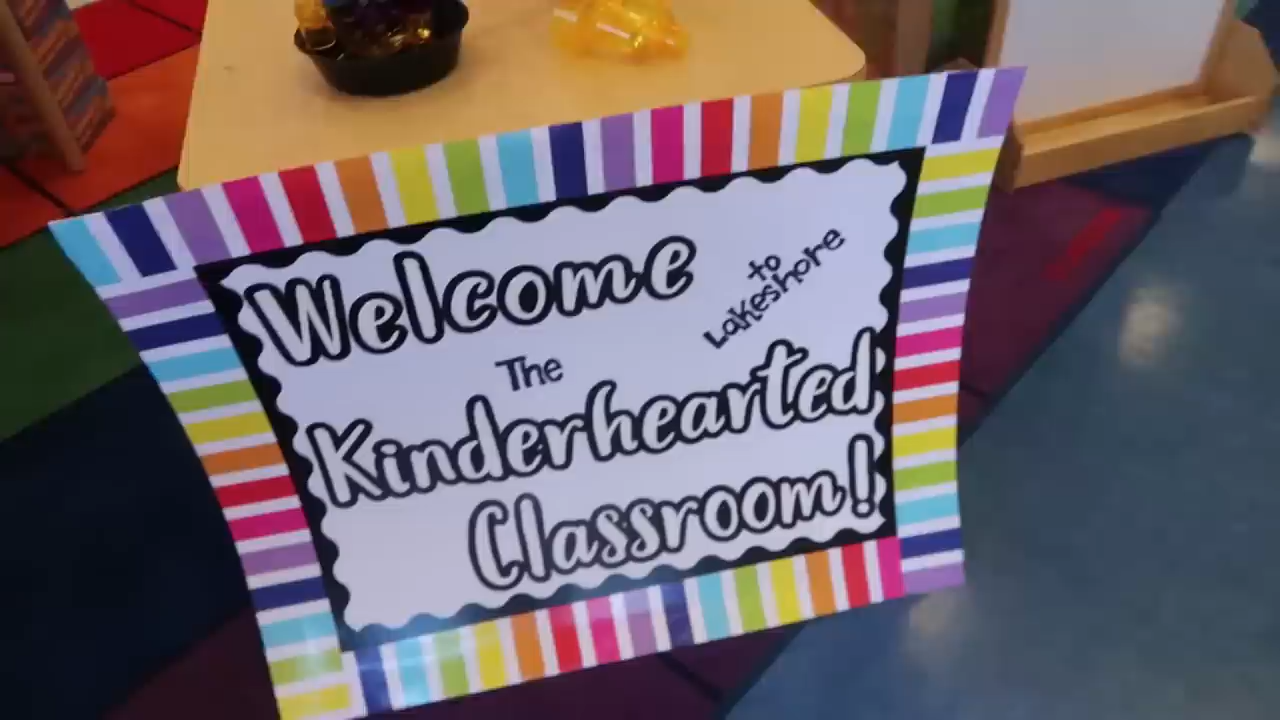 Welcome
to
Lakeshore
The
Kinderhearted
Classroom!